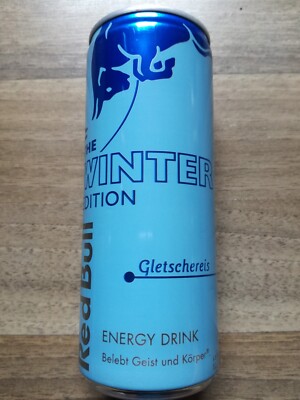 THE
WINTER
EDITION
Gletschereis
Red Bull
ENERGY DRINK
Belebt Geist und Körper®